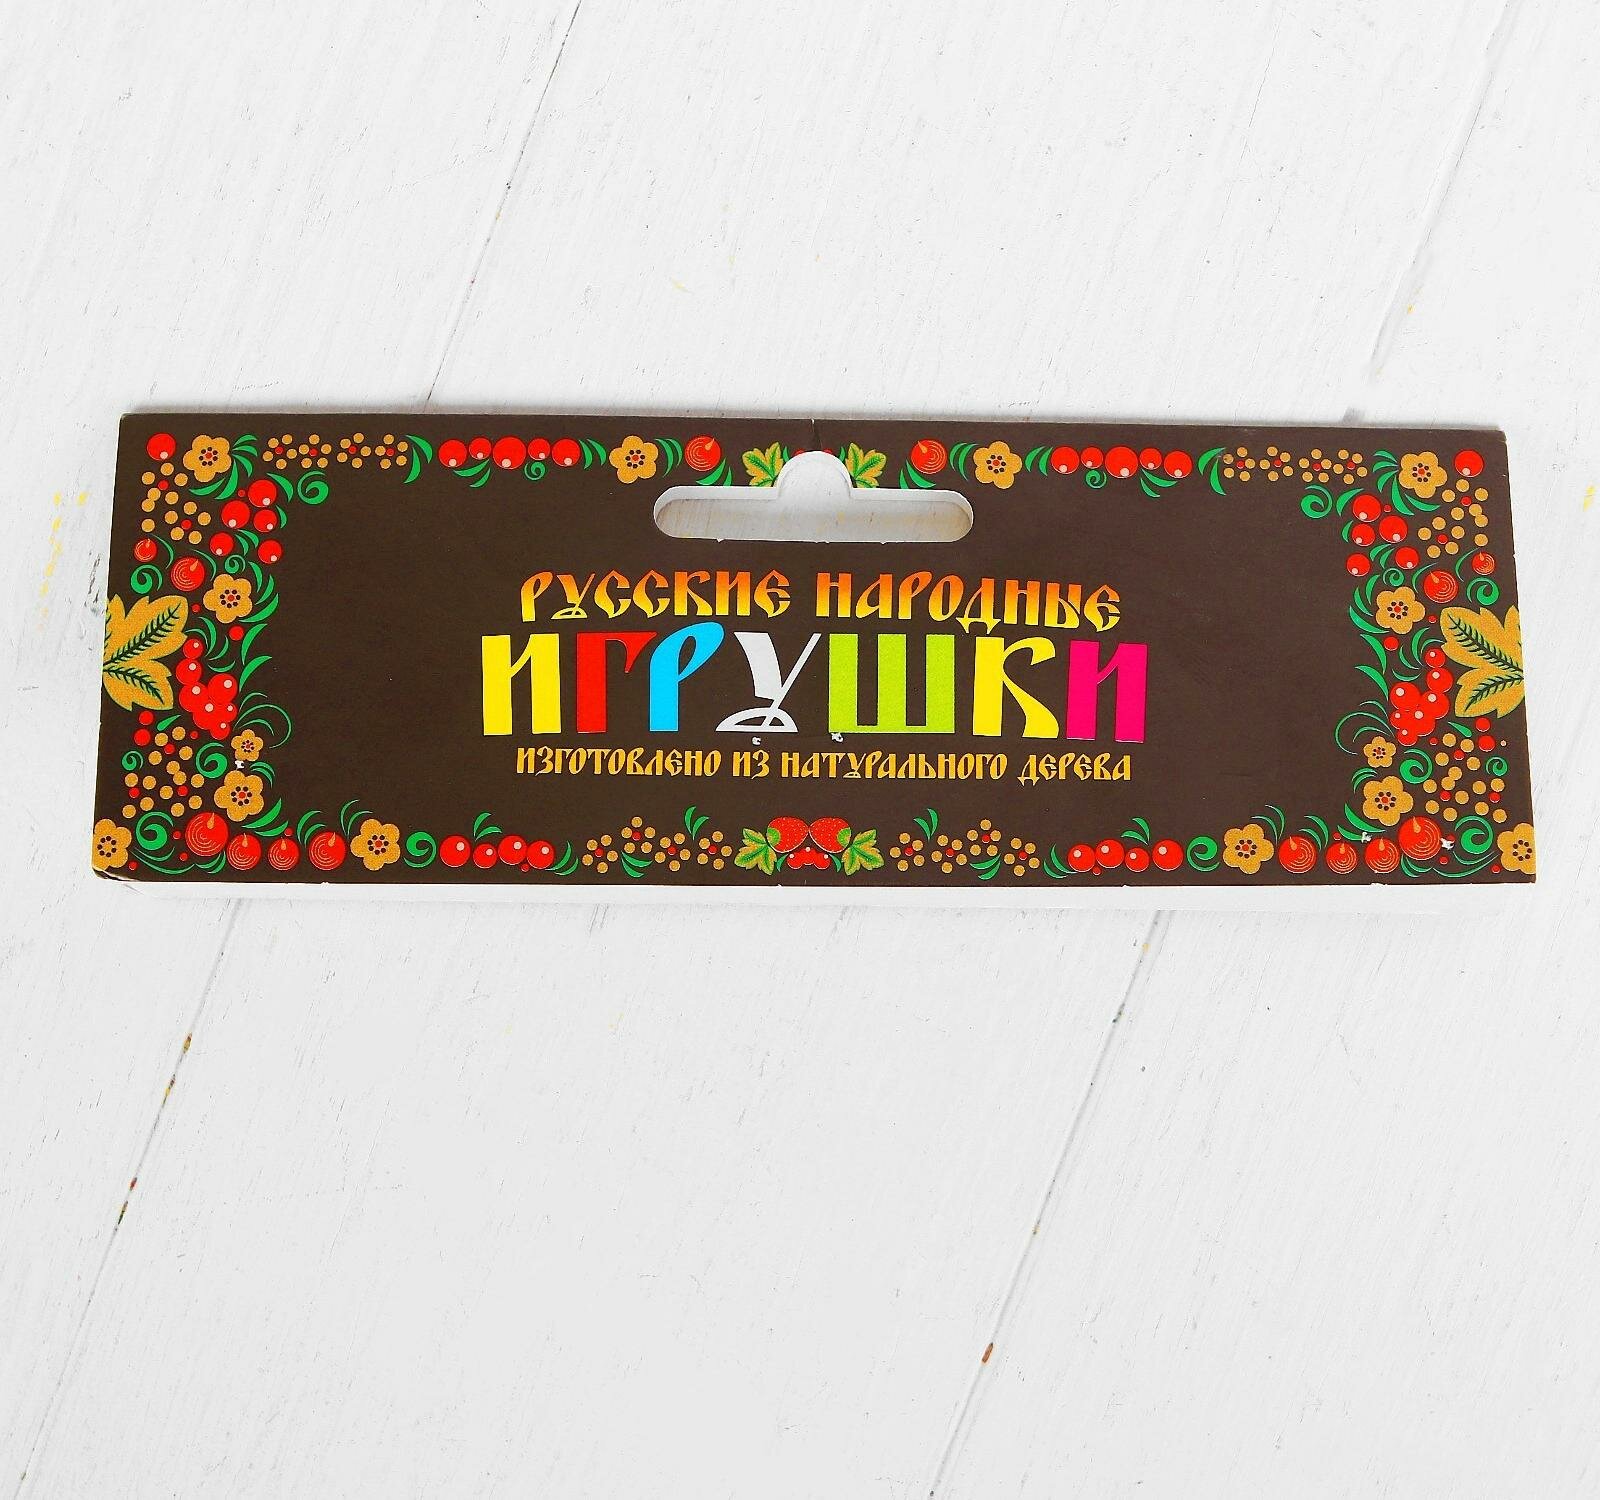 РУССКИЕ НАРОДНЫЕ
ИГРУШКИ
ИЗГОТОВЛЕНО ИЗ НАТУРАЛЬНОГО ДЕРЕВА